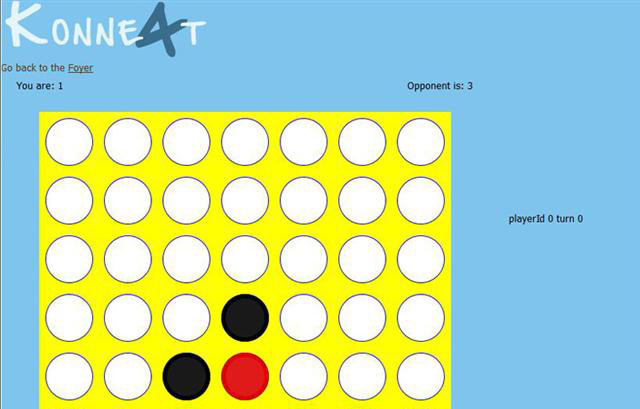 KONNE4T
Go back to the Foyer
You are: 1
Opponent is: 3
playerId 0 turn 0